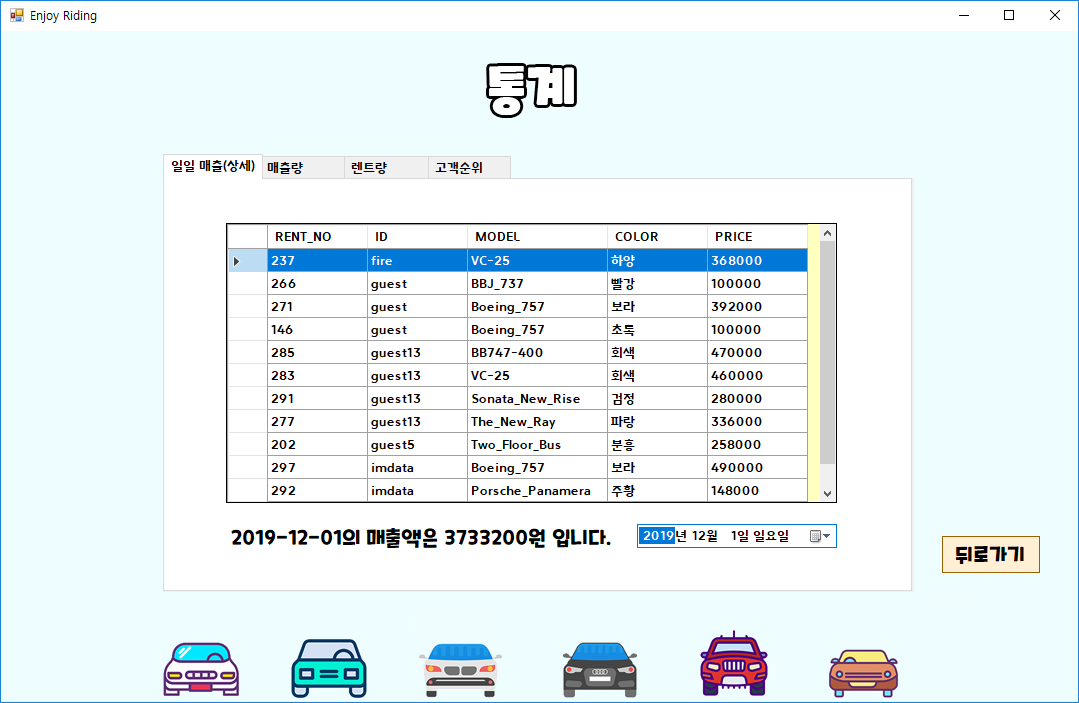 Enjoy Riding
통계
일일 매출(상세) 매출량 렌트량 고객순위
RENT_NO ID MODEL COLOR PRICE
237 fire VC-25 하양 368000
266 guest BBJ_737 빨강 100000
271 guest Boeing_757 보라 392000
146 guest Boeing_757 초록 100000
285 guest13 BB747-400 회색 470000
283 guest13 VC-25 회색 460000
291 guest13 Sonata_New_Rise 검정 280000
277 guest13 The_New_Ray 파랑 336000
202 guest5 Two_Floor_Bus 분홍 258000
297 imdata Boeing_757 보라 490000
292 imdata Porsche_Panamera 주황 148000
2019-12-01의 매출액은 3733200원 입니다.
2019년 12월 1일 일요일
뒤로가기